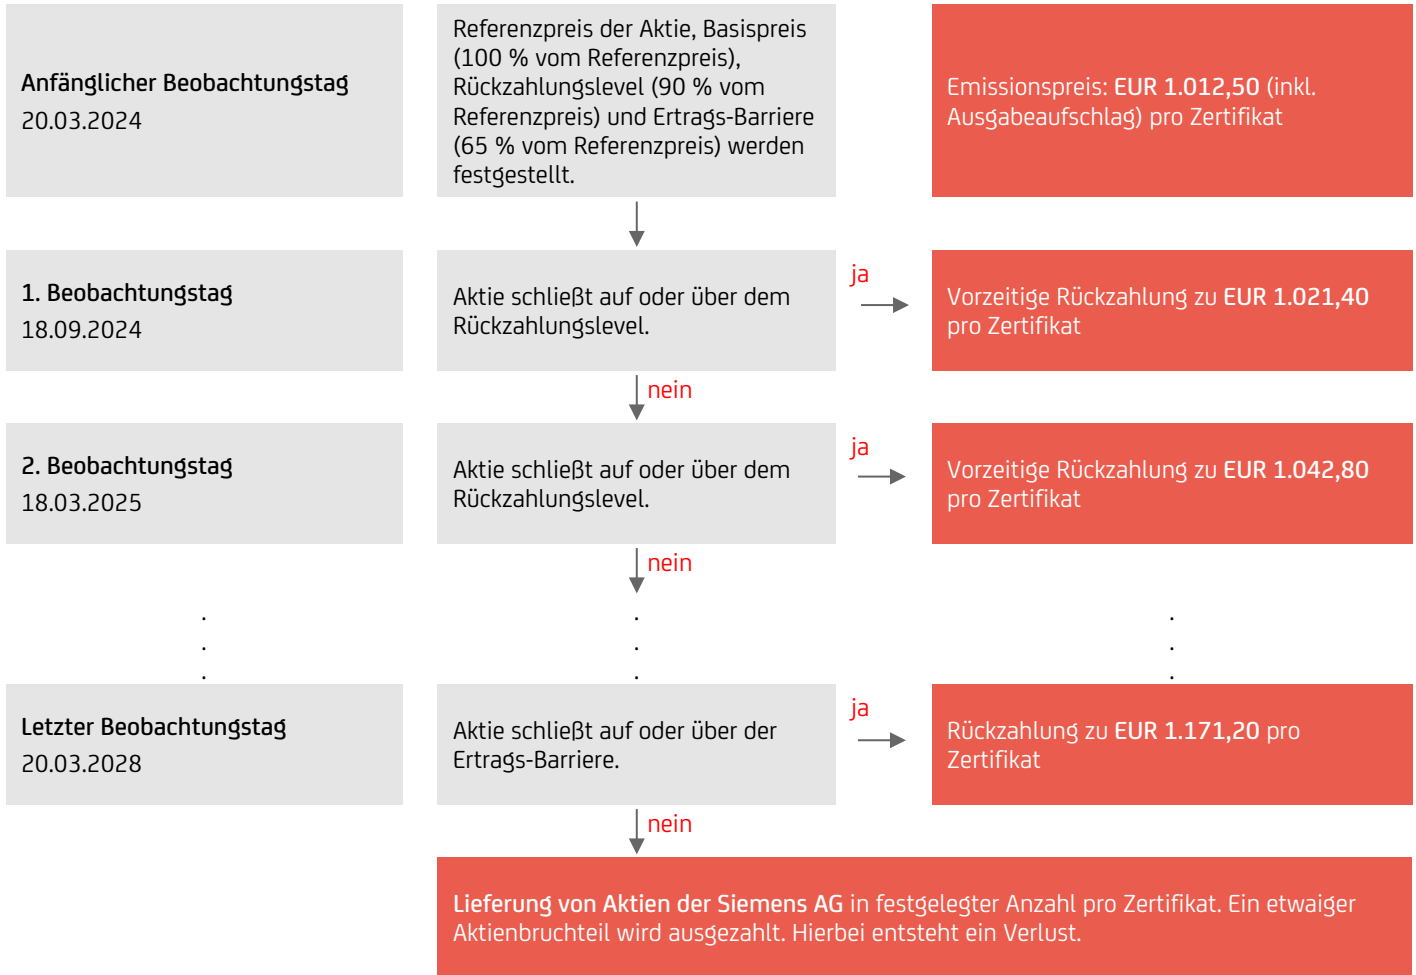 Anfänglicher Beobachtungstag
20.03.2024
Referenzpreis der Aktie, Basispreis
(100 % vom Referenzpreis),
Rückzahlungslevel (90 % vom
Referenzpreis) und Ertrags-Barriere
(65 % vom Referenzpreis) werden
festgestellt.
Emissionspreis: EUR 1.012,50 (inkl.
Ausgabeaufschlag) pro Zertifikat
1. Beobachtungstag
18.09.2024
Aktie schließt auf oder über dem
Rückzahlungslevel.
ja
Vorzeitige Rückzahlung zu EUR 1.021,40
pro Zertifikat
nein
2. Beobachtungstag
18.03.2025
Aktie schließt auf oder über dem
Rückzahlungslevel.
ja
Vorzeitige Rückzahlung zu EUR 1.042,80
pro Zertifikat
nein
. . .
. . .
. . .
Letzter Beobachtungstag
20.03.2028
Aktie schließt auf oder über der
Ertrags-Barriere.
ja
Rückzahlung zu EUR 1.171,20 pro
Zertifikat
nein
Lieferung von Aktien der Siemens AG in festgelegter Anzahl pro Zertifikat. Ein etwaiger
Aktienbruchteil wird ausgezahlt. Hierbei entsteht ein Verlust.